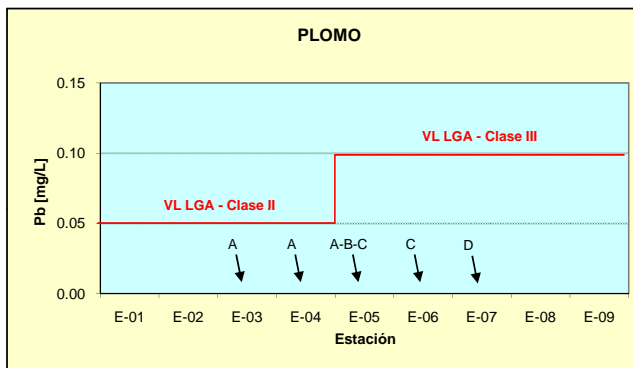 PLOMO
0.15
VL LGA - Clase III
0.10
Pb [mg/L]
VL LGA - Clase II
0.05
A A A-B-C C D
0.00
E-01 E-02 E-03 E-04 E-05 E-06 E-07 E-08 E-09
Estación